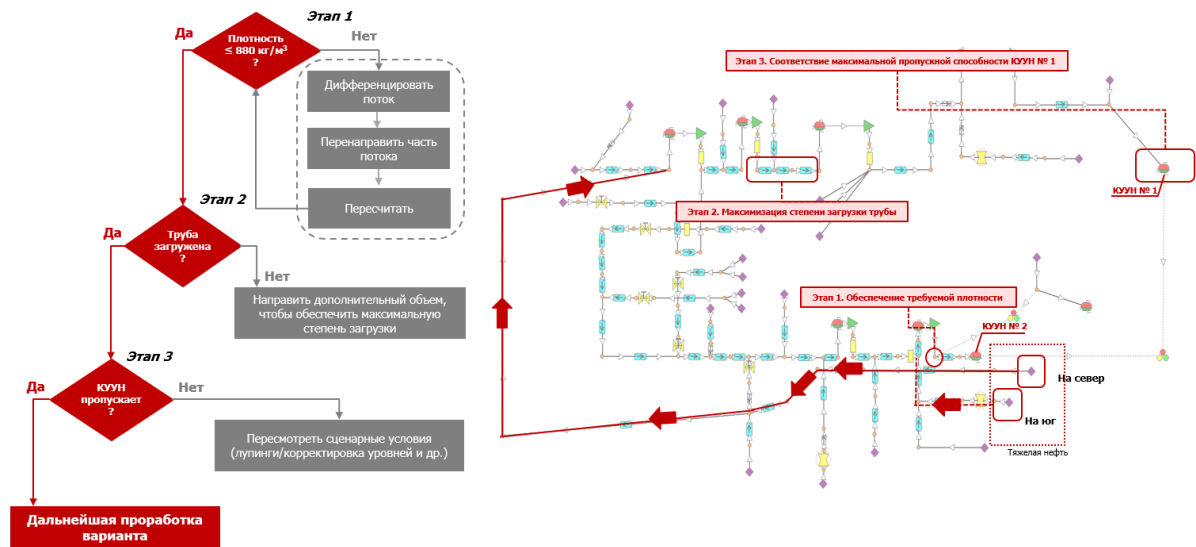 Этап 1
Да
Плотность
≤ 880 кг/м³
?
Нет
Дифференцировать
поток
Перенаправить часть
потока
Пересчитать
Этап 2
Да
Труба
загружена
?
Нет
Направить дополнительный объем,
чтобы обеспечить максимальную
степень загрузки
Этап 3
Да
КУУН
пропускает
?
Нет
Пересмотреть сценарные условия
(лупинги/корректировка уровней и др.)
Дальнейшая проработка
варианта
Этап 3. Соответствие максимальной пропускной способности КУУН № 1
КУУН № 1
Этап 2. Максимизация степени загрузки трубы
Этап 1. Обеспечение требуемой плотности
КУУН № 2
На север
На юг
Тяжелая нефть